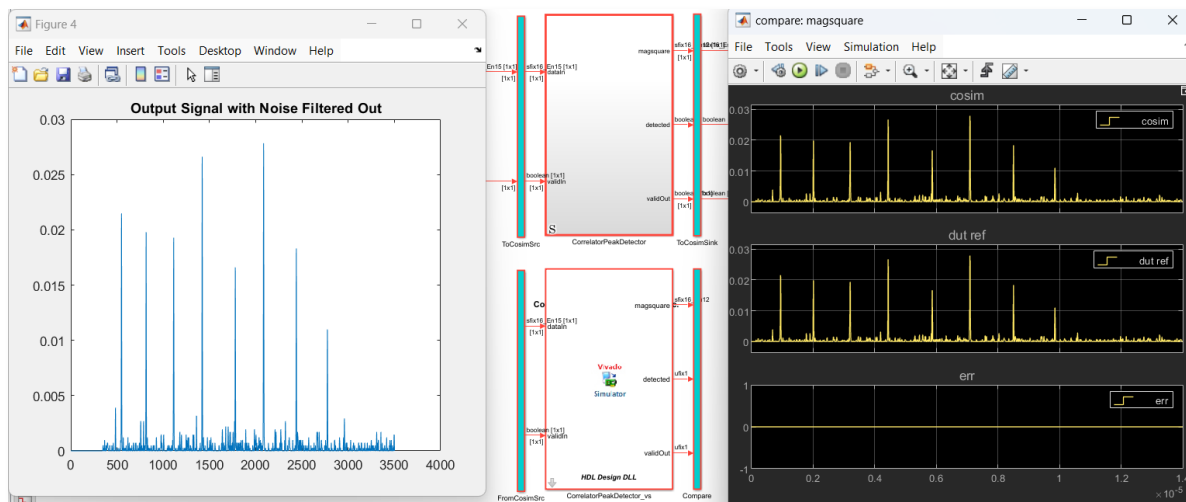 Figure 4
File Edit View Insert Tools Desktop Window Help
Output Signal with Noise Filtered Out
0.03
0.025
0.02
0.015
0.01
0.005
0
0 500 1000 1500 2000 2500 3000 3500 4000
En15 [1x1]
sfix16_En15 [1x1]
dataIn
[1x1]
[1x1]
magsquare
[1x1]
detected
boolean
boolean [1x1]
validIn
[1x1]
[1x1]
validOut
[1x1]
S
ToCosimSrc
CorrelatorPeakDetector
ToCosimSink
sfix16_En15 [1x1]
dataIn
magsquare
Vivado
Simulator
detected
ufix1
boolean [1x1]
validIn
validOut
ufix1
HDL Design DLL
FromCosimSrc
CorrelatorPeakDetector_vs
Compare
compare: magsquare
File Tools View Simulation Help
cosim
cosim
0.03
0.02
0.01
0
dut ref
dut ref
0.03
0.02
0.01
0
err
err
1
0
-1
0 0.2 0.4 0.6 0.8 1.0 1.2 1.4
×10⁻⁵